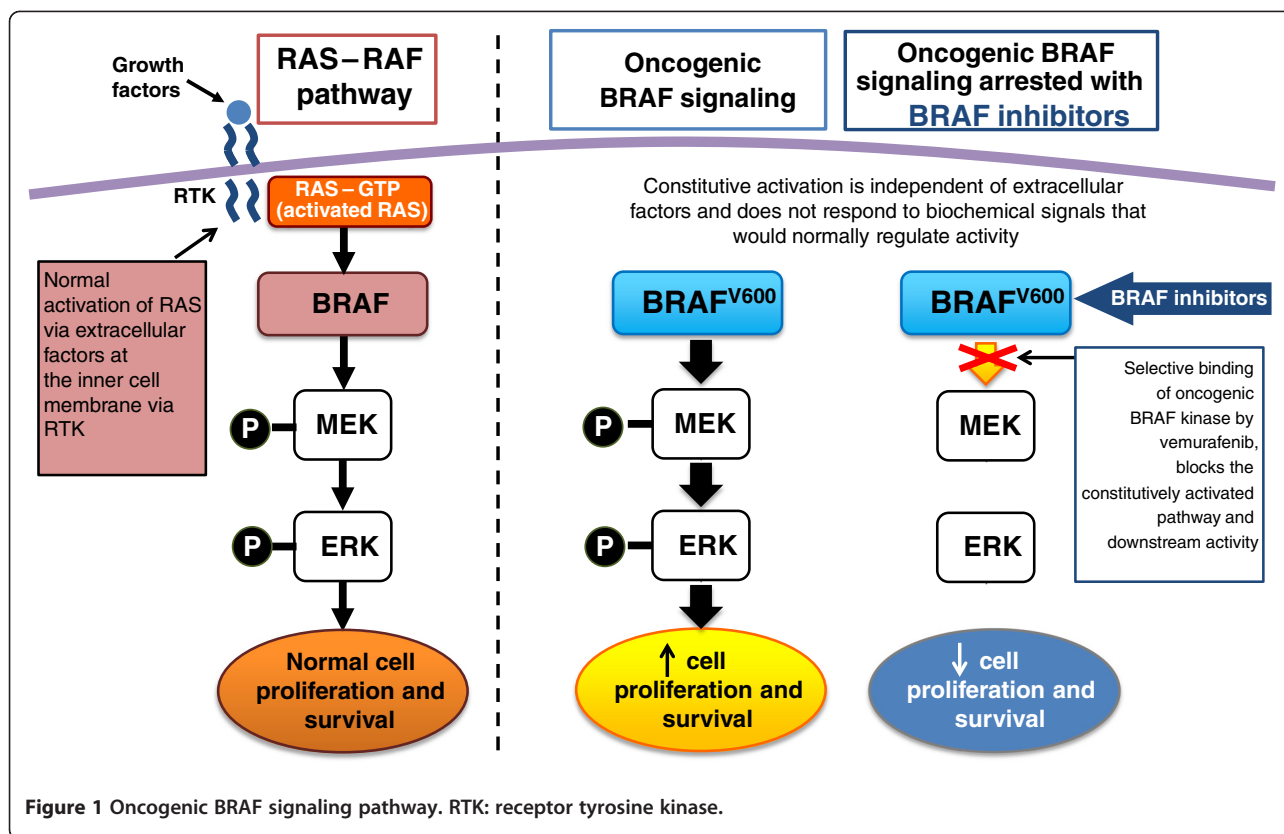 Growth
factors
RAS–RAF
pathway
RTK
RAS–GTP
(activated RAS)
Normal
activation of RAS
via extracellular
factors at
the inner cell
membrane via
RTK
BRAF
P
MEK
P
ERK
Normal cell
proliferation and
survival
Oncogenic
BRAF signaling
Oncogenic BRAF
signaling arrested with
BRAF inhibitors
Constitutive activation is independent of extracellular
factors and does not respond to biochemical signals that
would normally regulate activity
BRAFV600
P
MEK
P
ERK
↑ cell
proliferation and
survival
BRAFV600
BRAF inhibitors
MEK
Selective binding
of oncogenic
BRAF kinase by
vemurafenib,
blocks the
constitutively activated
pathway and
downstream activity
ERK
↓ cell
proliferation and
survival
Figure 1 Oncogenic BRAF signaling pathway. RTK: receptor tyrosine kinase.